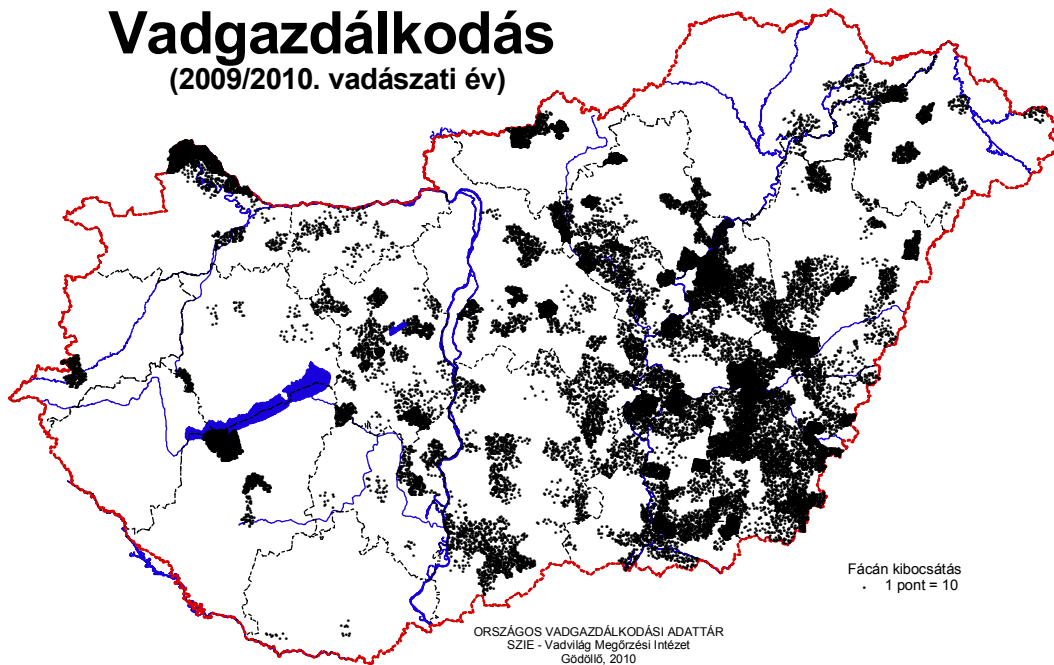 Vadgazdálkodás
(2009/2010. vadászati év)
Fácán kibocsátás
. 1 pont = 10
ORSZÁGOS VADGAZDÁLKODÁSI ADATTÁR
SZIE - Vadvilág Megőrzési Intézet
Gödöllő, 2010